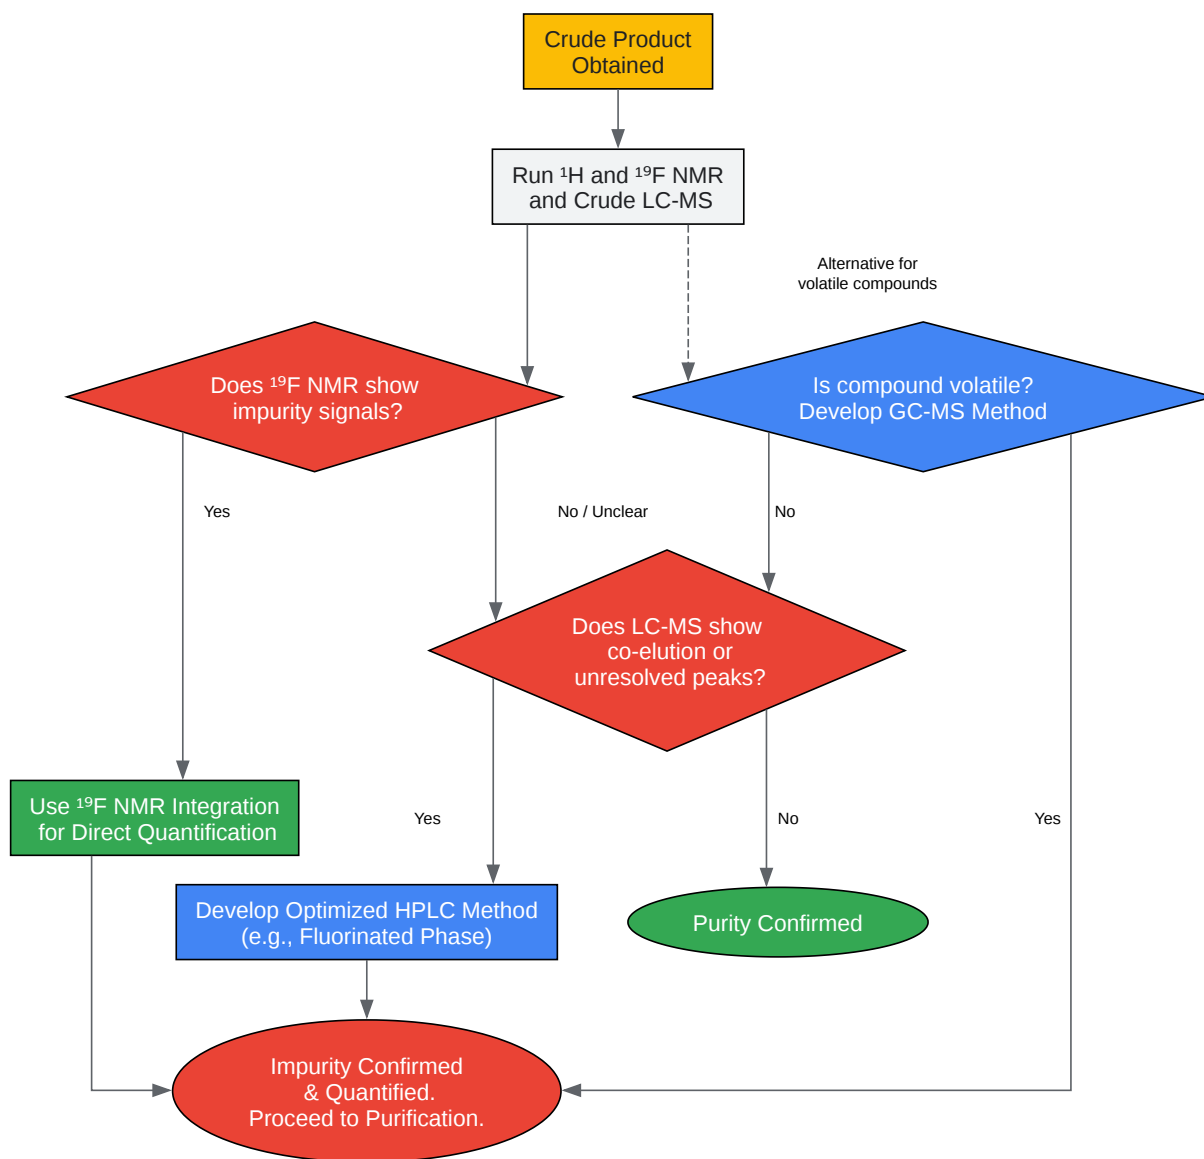 Crude Product
Obtained
Run ¹H and ¹⁹F NMR
and Crude LC-MS
Alternative for
volatile compounds
Does ¹⁹F NMR show
impurity signals?
Is compound volatile?
Develop GC-MS Method
Yes
No / Unclear
No
Does LC-MS show
co-elution or
unresolved peaks?
Use ¹⁹F NMR Integration
for Direct Quantification
Yes
No
Yes
Develop Optimized HPLC Method
(e.g., Fluorinated Phase)
Purity Confirmed
Impurity Confirmed
& Quantified.
Proceed to Purification.